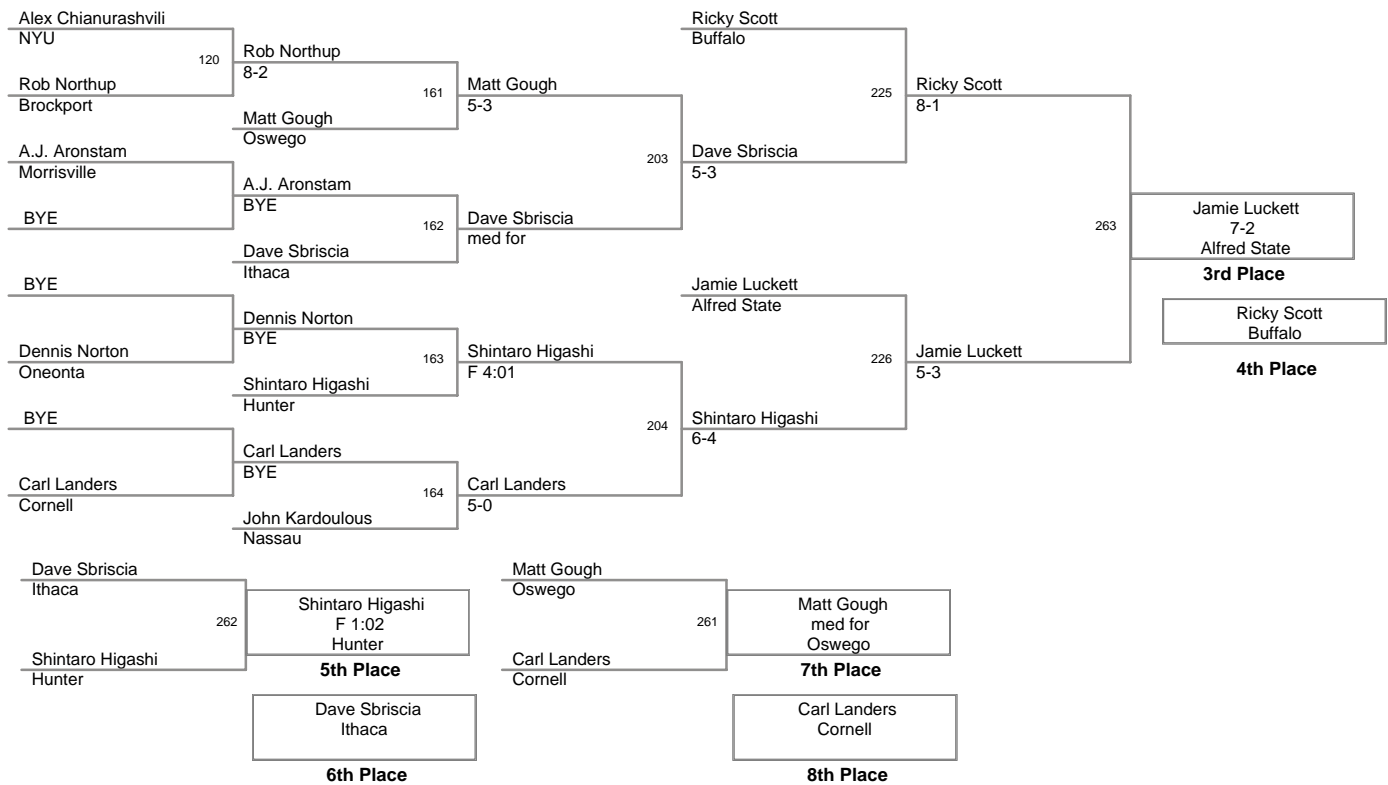 Alex Chianurashvili
NYU
120
Rob Northup
Brockport
Rob Northup
8-2
161
Matt Gough
Oswego
Matt Gough
5-3
A.J. Aronstam
Morrisville
BYE
A.J. Aronstam
BYE
162
Dave Sbriscia
Ithaca
Dave Sbriscia
med for
203
BYE
Dennis Norton
Oneonta
Dennis Norton
BYE
163
Shintaro Higashi
Hunter
Shintaro Higashi
F 4:01
BYE
Carl Landers
Cornell
Carl Landers
BYE
164
John Kardoulous
Nassau
Carl Landers
5-0
204
Ricky Scott
Buffalo
225
Dave Sbriscia
5-3
Ricky Scott
8-1
Jamie Luckett
Alfred State
226
Shintaro Higashi
6-4
Jamie Luckett
5-3
263
Jamie Luckett
7-2
Alfred State
3rd Place
Ricky Scott
Buffalo
4th Place
Dave Sbriscia
Ithaca
262
Shintaro Higashi
Hunter
Shintaro Higashi
F 1:02
Hunter
5th Place
Dave Sbriscia
Ithaca
6th Place
Matt Gough
Oswego
261
Carl Landers
Cornell
Matt Gough
med for
Oswego
7th Place
Carl Landers
Cornell
8th Place